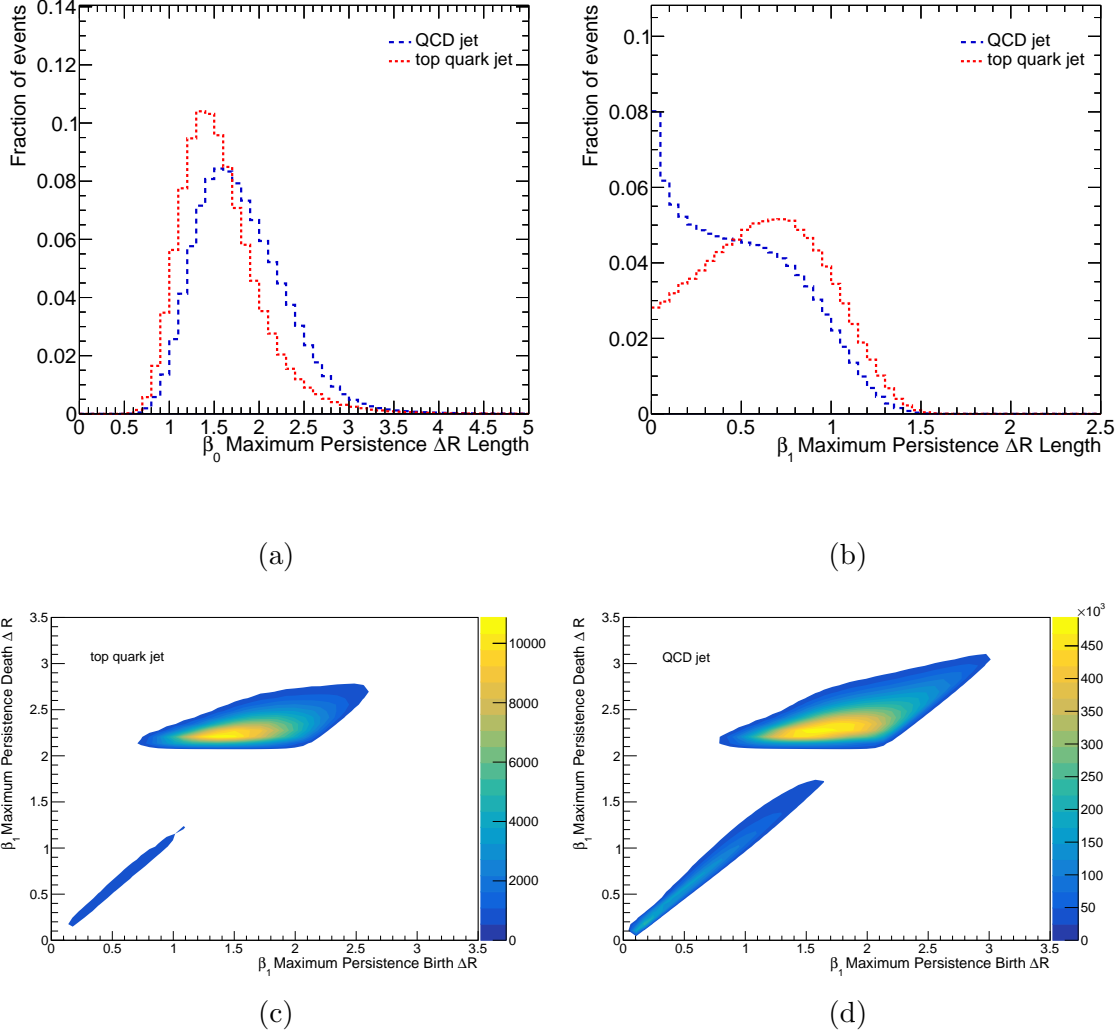 Fraction of events
0.14
0.12
0.1
0.08
0.06
0.04
0.02
0
QCD jet
top quark jet
0 0.5 1 1.5 2 2.5 3 3.5 4 4.5 5
β0 Maximum Persistence ΔR Length
(a)
Fraction of events
0.1
0.08
0.06
0.04
0.02
0
QCD jet
top quark jet
0 0.5 1 1.5 2 2.5
β1 Maximum Persistence ΔR Length
(b)
β1 Maximum Persistence Death Δ R
3.5
3
2.5
2
1.5
1
0.5
0
top quark jet
10000
8000
6000
4000
2000
0
0 0.5 1 1.5 2 2.5 3 3.5
β1 Maximum Persistence Birth ΔR
(c)
β1 Maximum Persistence Death Δ R
3.5
3
2.5
2
1.5
1
0.5
0
QCD jet
×10³
450
400
350
300
250
200
150
100
50
0
0 0.5 1 1.5 2 2.5 3 3.5
β1 Maximum Persistence Birth ΔR
(d)